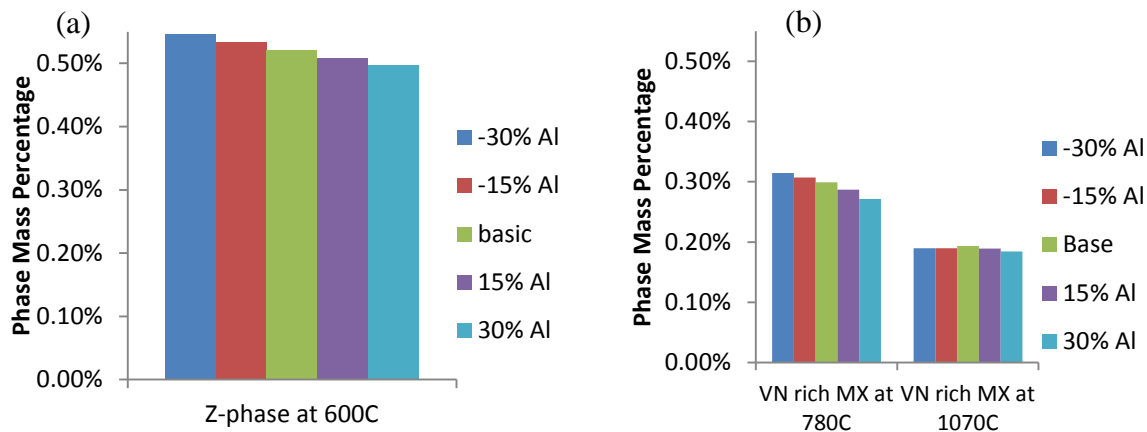 (a)
Phase Mass Percentage
0.50%
0.40%
0.30%
0.20%
0.10%
0.00%
Z-phase at 600C
-30% Al
-15% Al
basic
15% Al
30% Al
(b)
Phase Mass Percentage
0.50%
0.40%
0.30%
0.20%
0.10%
0.00%
VN rich MX at
780C
VN rich MX at
1070C
-30% Al
-15% Al
Base
15% Al
30% Al